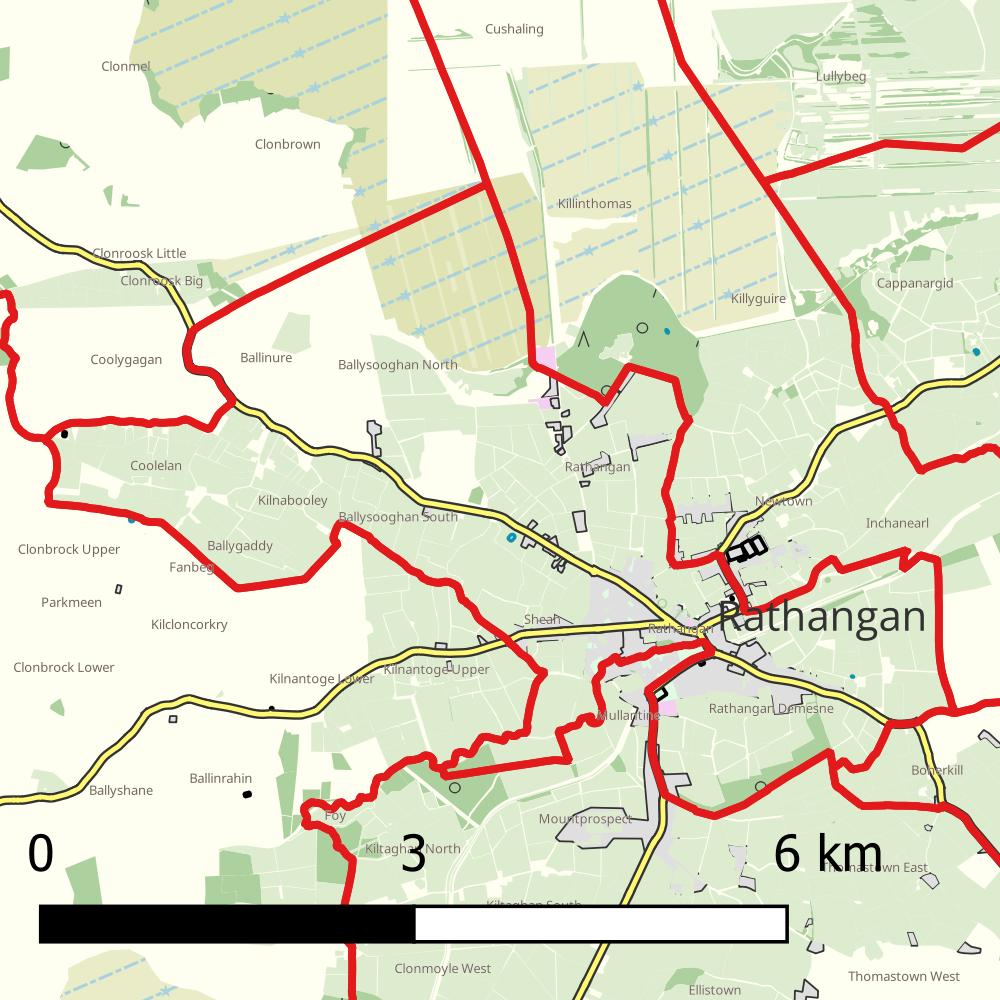 Cushaling
Clonmel
Lullybeg
Clonbrown
Killinthomas
Clonroosk Little
Clonroosk Big
Cappanargid
Killyguire
Coolygagan
Ballinure
Ballysooghan North
Coolelan
Rathangan
Kilnabooley
Newtown
Ballysooghan South
Inchanearl
Clonbrock Upper
Ballygaddy
Fanbeg
Parkmeen
Kilcloncorkry
Sheah
Rathangan
Rathangan
Clonbrock Lower
Kilnantoge Lower
Kilnantoge Upper
Mullantine
Rathangan Demesne
Ballinrahin
Ballyshane
Bonerkill
Foy
Mountprospect
Kiltaghan North
0 3 6 km
Thomastown East
Kiltaghan South
Clonmoyle West
Thomastown West
Ellistown